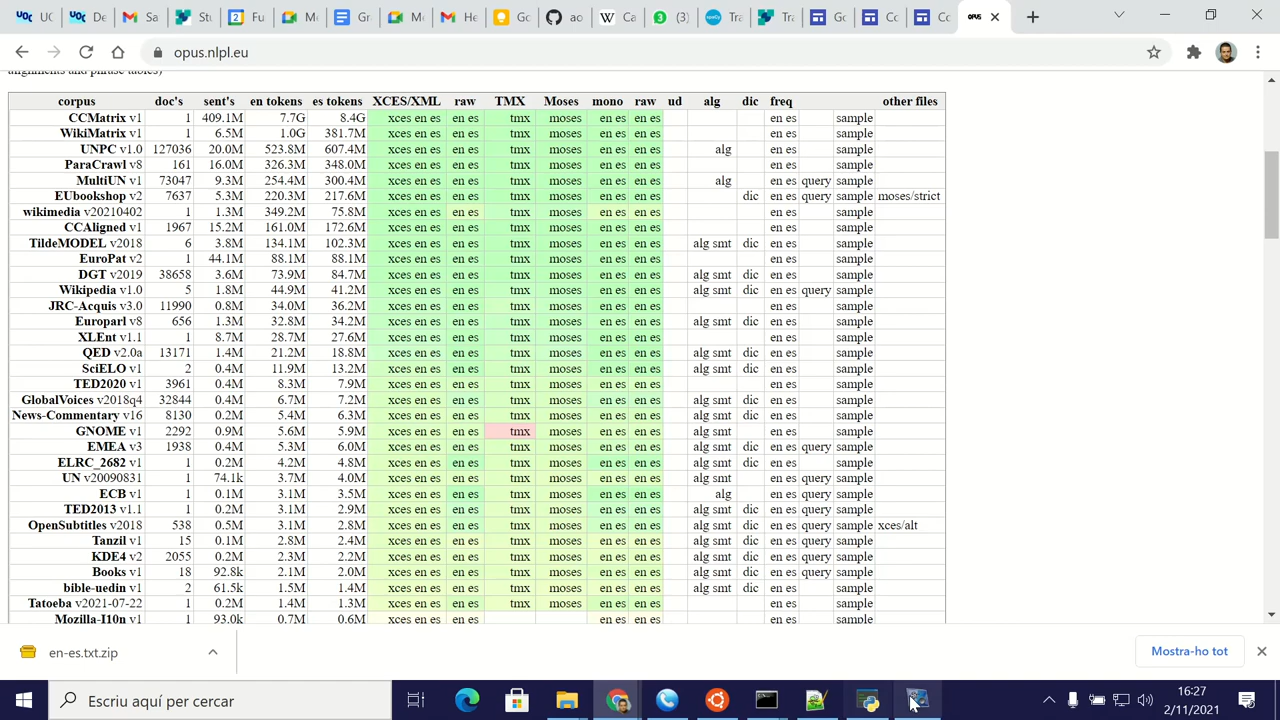 UC
De
Sa
Stu
Fu
Me
Gr
Me
He
Go
ao
W Ca
(3)
Tra
Tra
Go
Co
Co
opus.nlpl.eu
alignments and phrase tables)
corpus doc's sent's en tokens es tokens XCES/XML raw TMX Moses mono raw ud alg dic freq other files
CCMatrix v1 1 409.1M 7.7G 8.4G xces en es en es tmx moses en es en es en es sample
WikiMatrix v1 1 6.5M 1.0G 381.7M xces en es en es tmx moses en es en es en es sample
UNPC v1.0 127036 20.0M 523.8M 607.4M xces en es en es tmx moses en es en es alg en es sample
ParaCrawl v8 161 16.0M 326.3M 348.0M xces en es en es tmx moses en es en es en es sample
MultiUN v1 73047 9.3M 254.4M 300.4M xces en es en es tmx moses en es en es alg en es query sample
EUbookshop v2 7637 5.3M 220.3M 217.6M xces en es en es tmx moses en es en es dic en es query sample moses/strict
wikimedia v20210402 1 1.3M 349.2M 75.8M xces en es en es tmx moses en es en es en es sample
CCAligned v1 1967 15.2M 161.0M 172.6M xces en es en es tmx moses en es en es en es sample
TildeMODEL v2018 6 3.8M 134.1M 102.3M xces en es en es tmx moses en es en es alg smt dic en es sample
EuroPat v2 1 44.1M 88.1M 88.1M xces en es en es tmx moses en es en es en es sample
DGT v2019 38658 3.6M 73.9M 84.7M xces en es en es tmx moses en es en es alg smt dic en es sample
Wikipedia v1.0 5 1.8M 44.9M 41.2M xces en es en es tmx moses en es en es alg smt dic en es query sample
JRC-Acquis v3.0 11990 0.8M 34.0M 36.2M xces en es en es tmx moses en es en es en es sample
Europarl v8 656 1.3M 32.8M 34.2M xces en es en es tmx moses en es en es alg smt dic en es sample
XLEnt v1.1 1 8.7M 28.7M 27.6M xces en es en es tmx moses en es en es en es sample
QED v2.0a 13171 1.4M 21.2M 18.8M xces en es en es tmx moses en es en es alg smt dic en es sample
SciELO v1 2 0.4M 11.9M 13.2M xces en es en es tmx moses en es en es alg smt dic en es sample
TED2020 v1 3961 0.4M 8.3M 7.9M xces en es en es tmx moses en es en es en es sample
GlobalVoices v2018q4 32844 0.4M 6.7M 7.2M xces en es en es tmx moses en es en es alg smt dic en es sample
News-Commentary v16 8130 0.2M 5.4M 6.3M xces en es en es tmx moses en es en es alg smt dic en es sample
GNOME v1 2292 0.9M 5.6M 5.9M xces en es en es tmx moses en es en es alg smt en es sample
EMEA v3 1938 0.4M 5.3M 6.0M xces en es en es tmx moses en es en es alg smt dic en es query sample
ELRC_2682 v1 1 0.2M 4.2M 4.8M xces en es en es tmx moses en es en es alg smt dic en es sample
UN v20090831 1 74.1k 3.7M 4.0M xces en es en es tmx moses en es en es alg smt en es query sample
ECB v1 1 0.1M 3.1M 3.5M xces en es en es tmx moses en es en es alg en es query sample
TED2013 v1.1 1 0.2M 3.1M 2.9M xces en es en es tmx moses en es en es alg smt dic en es query sample
OpenSubtitles v2018 538 0.5M 3.1M 2.8M xces en es en es tmx moses en es en es alg smt dic en es query sample xces/alt
Tanzil v1 15 0.1M 2.8M 2.4M xces en es en es tmx moses en es en es alg smt dic en es query sample
KDE4 v2 2055 0.2M 2.3M 2.2M xces en es en es tmx moses en es en es alg smt dic en es query sample
Books v1 18 92.8k 2.1M 2.0M xces en es en es tmx moses en es en es alg smt dic en es query sample
bible-uedin v1 2 61.5k 1.5M 1.4M xces en es en es tmx moses en es en es alg smt dic en es sample
Tatoeba v2021-07-22 1 0.2M 1.4M 1.3M xces en es en es tmx moses en es en es en es sample
Mozilla-I10n v1 1 93.0k 0.7M 0.6M xces en es en es en es en es en es sample
en-es.txt.zip
Mostra-ho tot
Escriu aquí per cercar
16:27
2/11/2021